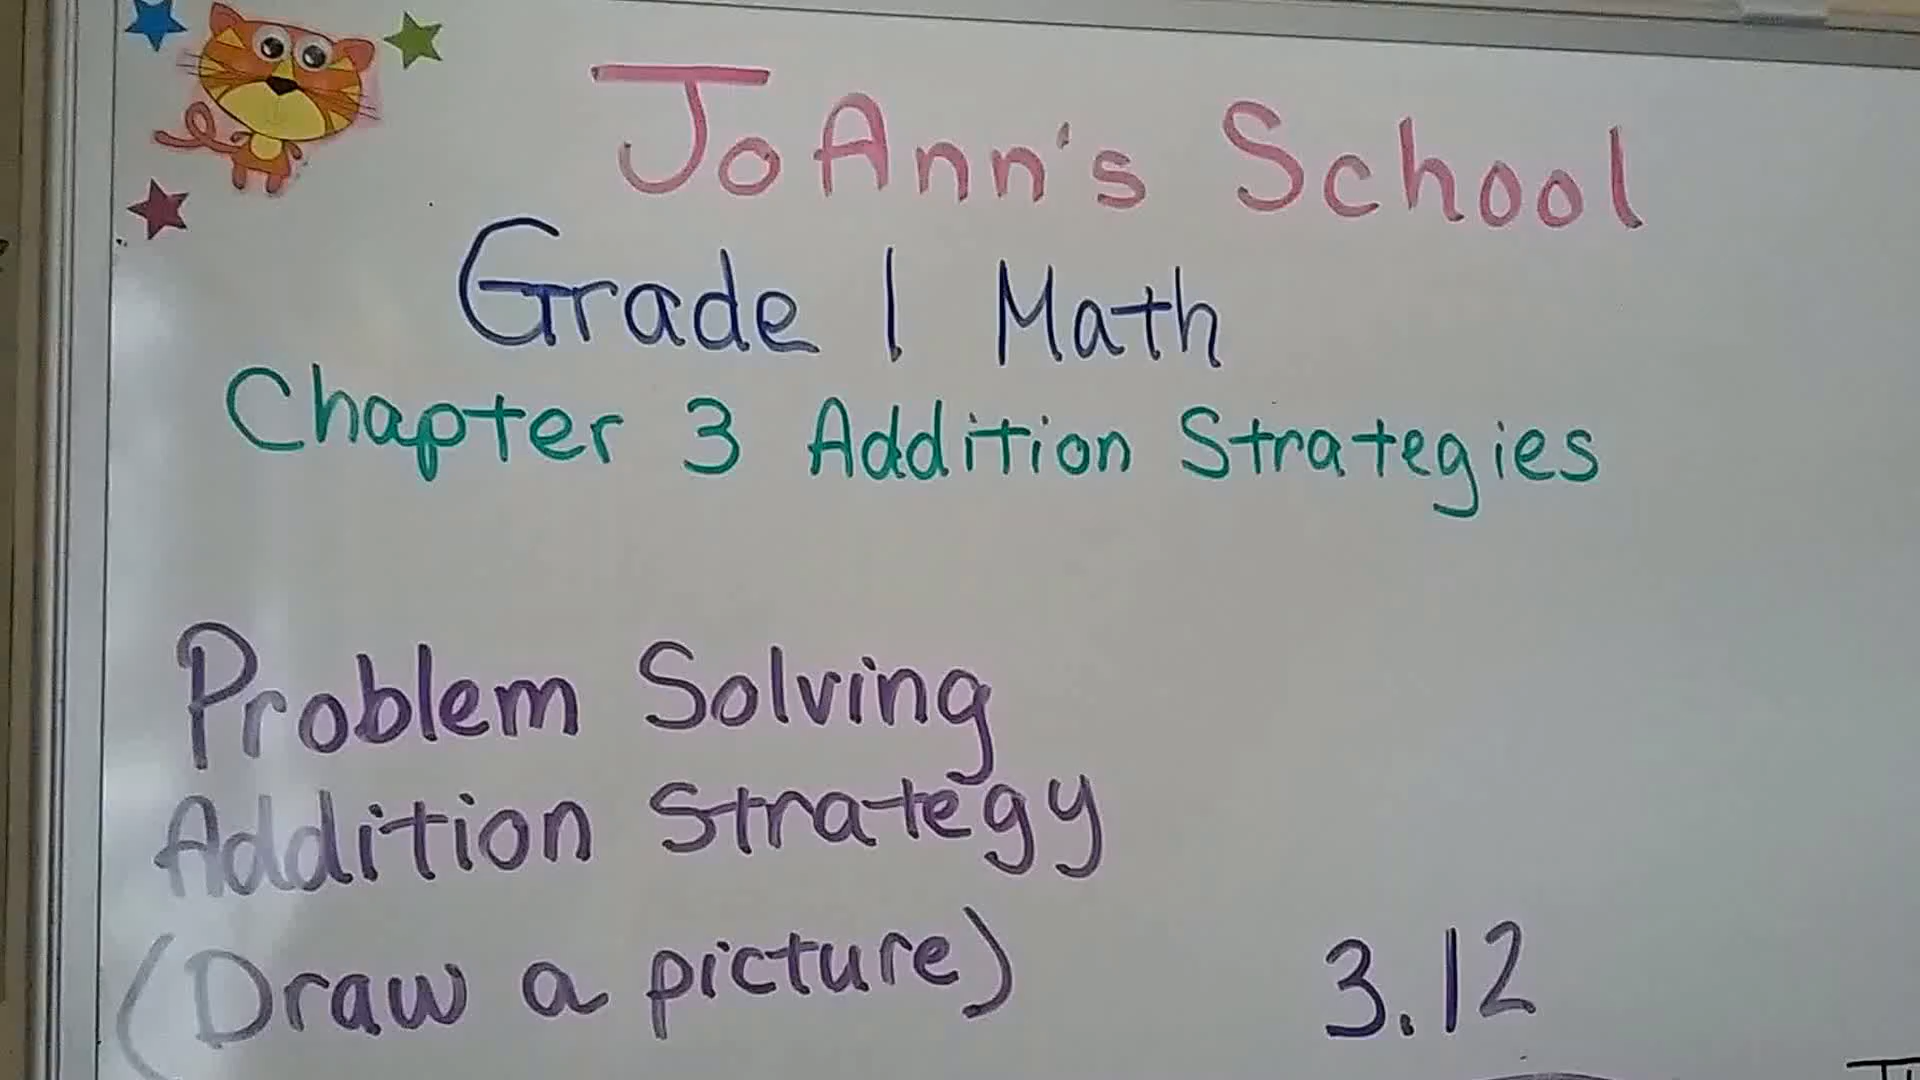 JoAnn's School
Grade 1 Math
Chapter 3 Addition Strategies
Problem Solving
Addition Strategy
(Draw a picture)
3.12